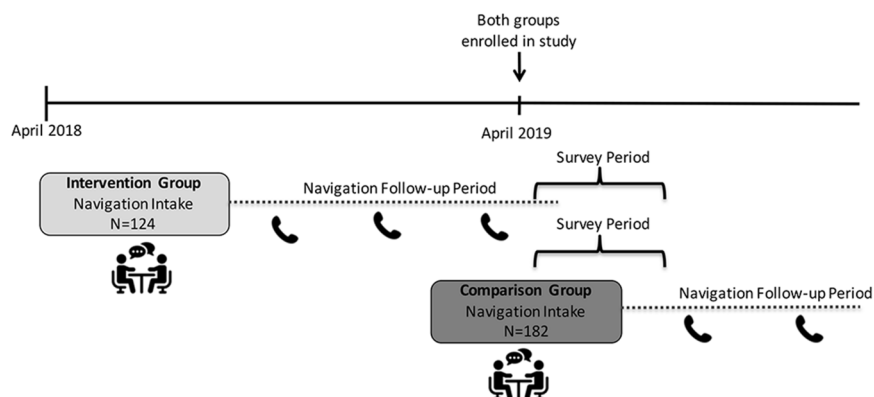 Both groups
enrolled in study
April 2018
April 2019
Survey Period
Intervention Group
Navigation Intake
N=124
Navigation Follow-up Period
Survey Period
Comparison Group
Navigation Intake
N=182
Navigation Follow-up Period